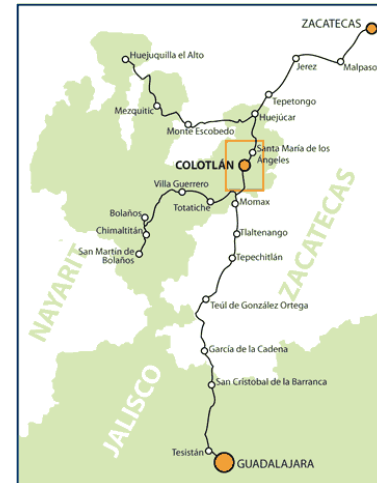 ZACATECAS
Huejuquilla el Alto
Jerez
Malpaso
Tepetongo
Mezquitic
Huejúcar
Monte Escobedo
Santa María de los
Ángeles
COLOTLÁN
Villa Guerrero
Totatiche
Momax
Bolaños
Chimaltitán
Tlaltenango
San Martín de
Bolaños
Tepechitlán
ZACATECAS
NAYARIT
Teúl de González Ortega
García de la Cadena
JALISCO
San Cristobal de la Barranca
Tesistán
GUADALAJARA